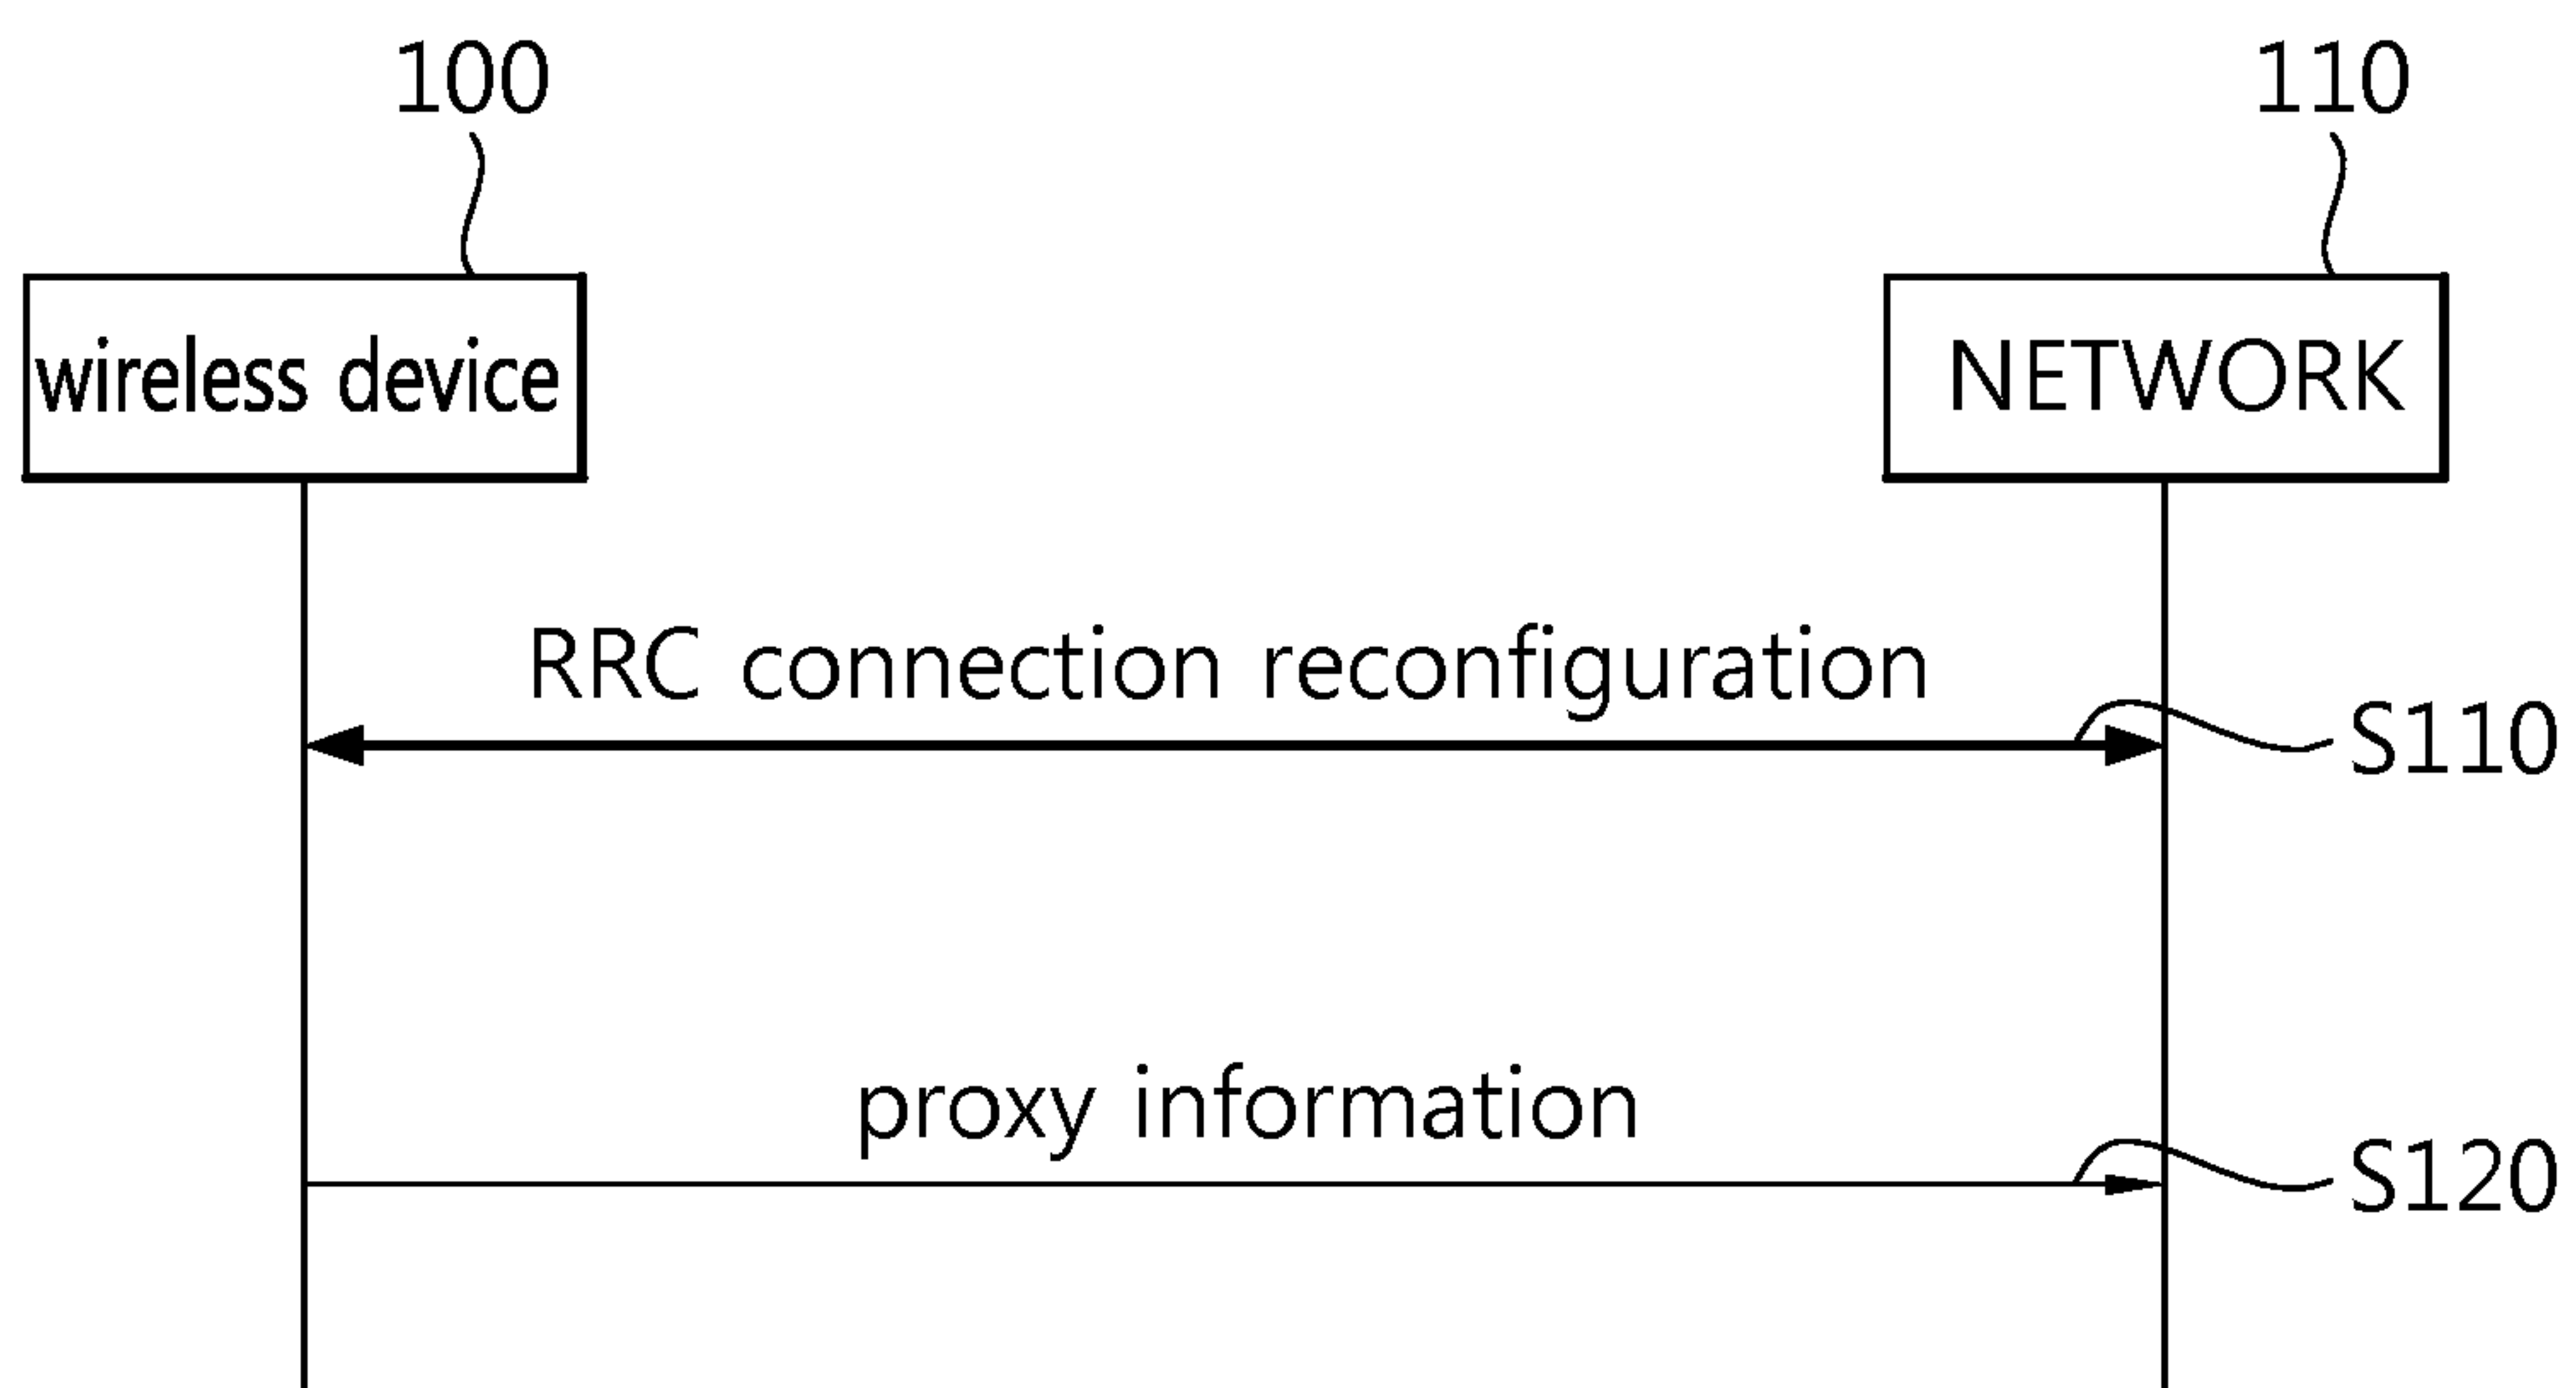 100
110
wireless device
NETWORK
RRC connection reconfiguration
S110
proxy information
S120